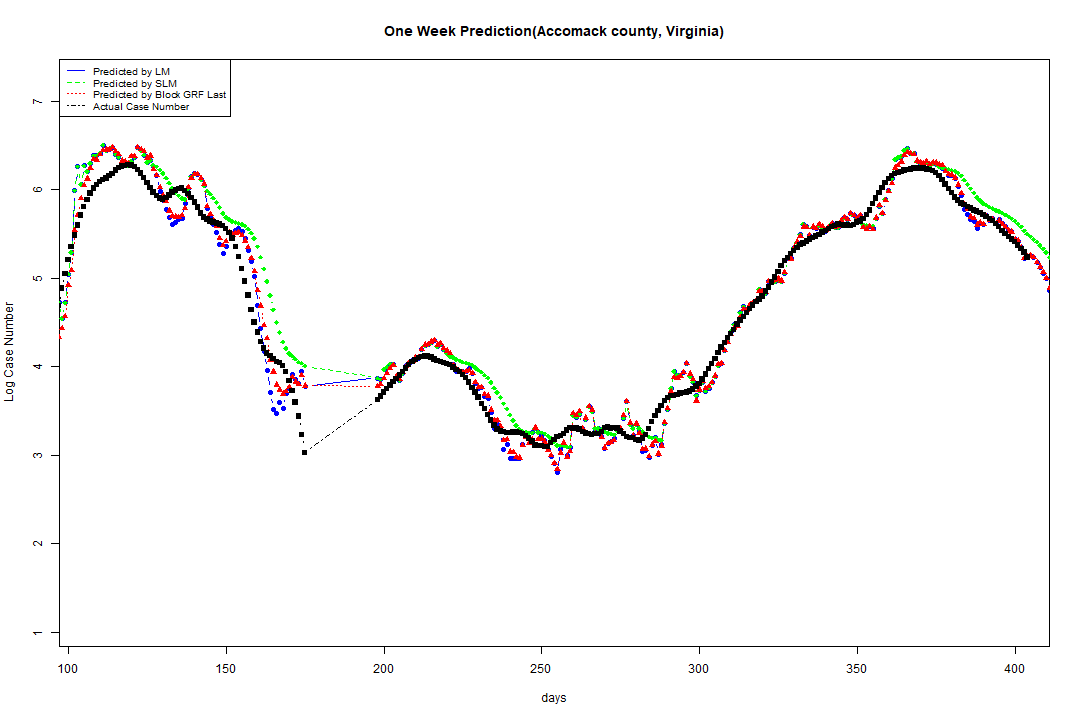 One Week Prediction(Accomack county, Virginia)
Predicted by LM
Predicted by SLM
Predicted by Block GRF Last
Actual Case Number
7
6
5
4
3
2
1
Log Case Number
100 150 200 250 300 350 400
days